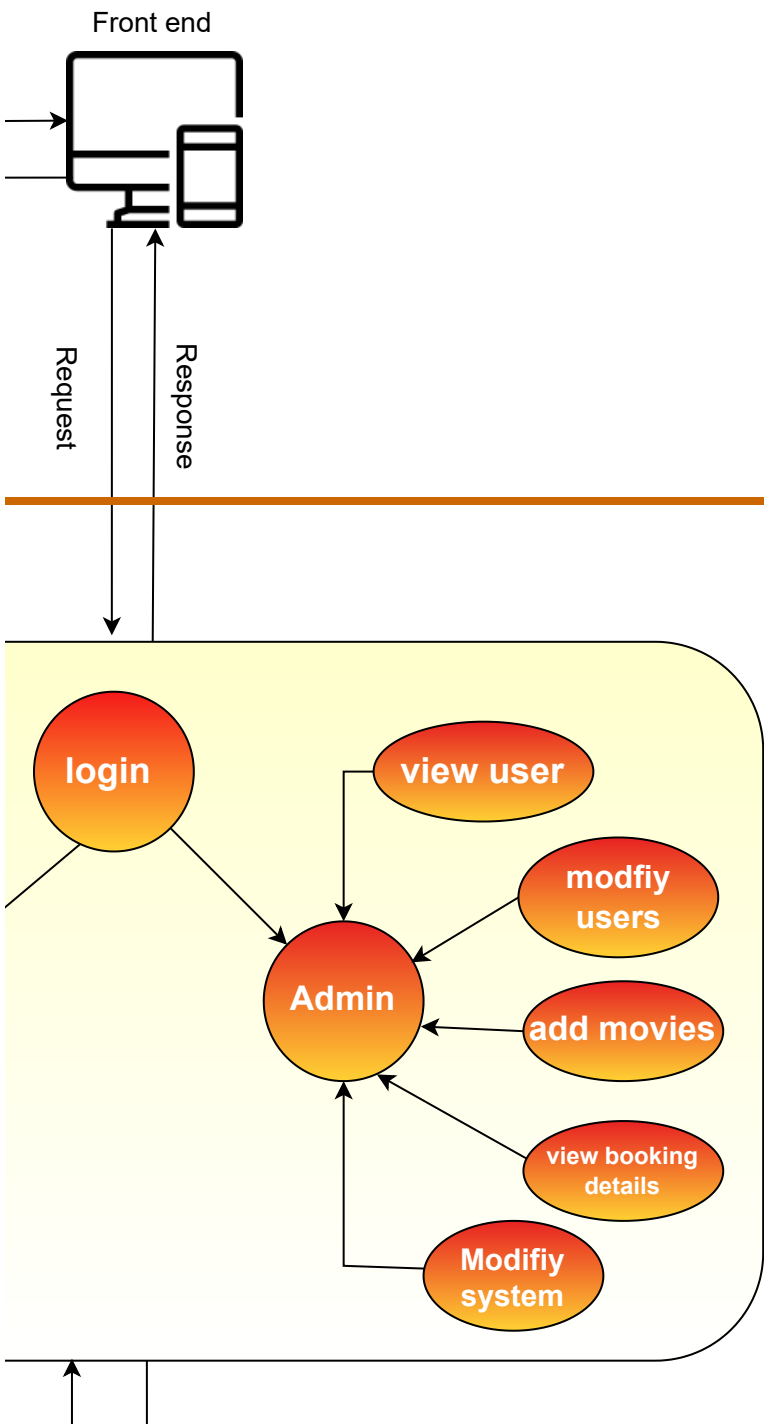 Front end
Request
Response
login
view user
modfiy
users
Admin
add movies
view booking
details
Modifiy
system